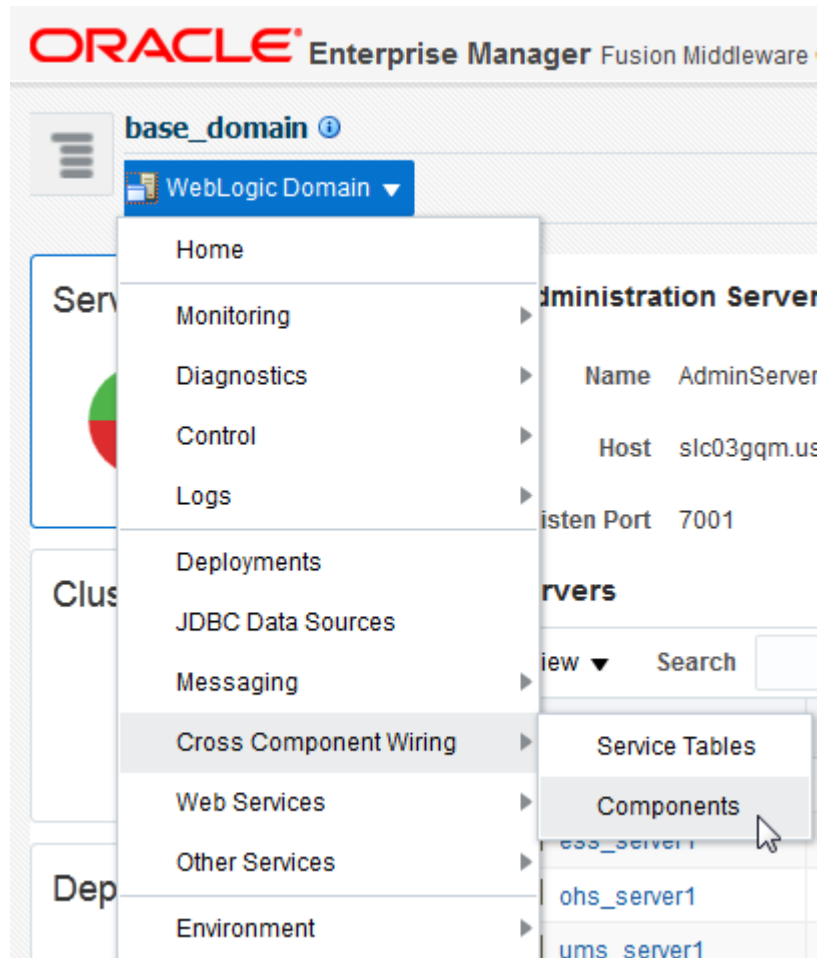 ORACLE Enterprise Manager Fusion Middleware
base_domain
WebLogic Domain
Home
Monitoring
Diagnostics
Control
Logs
Deployments
JDBC Data Sources
Messaging
Cross Component Wiring
Web Services
Other Services
Environment
Service Tables
Components
Serv
Clus
Dep
dministration Server
Name AdminServer
Host slc03gqm.us
isten Port 7001
rvers
iew Search
ess_server1
ohs_server1
ums_server1